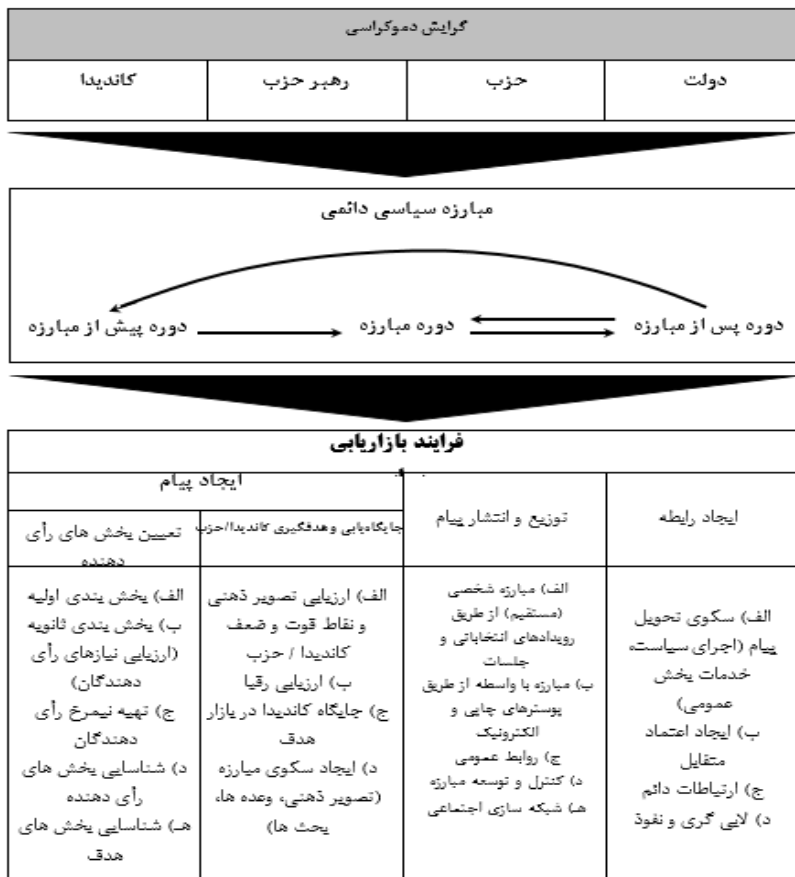 گرایش دموکراسی
دولت
حزب
رهبر حزب
کاندیدا
مبارزه سیاسی دائمی
دوره پس از مبارزه
دوره مبارزه
دوره پیش از مبارزه
فرایند بازاریابی
ایجاد رابطه
توزیع و انتشار پیام
ایجاد پیام
جایگاه‌یابی و هدفگیری کاندیدا/حزب
تعیین بخش های رأی
دهنده
الف) سکوی تحویل
پیام (اجرای سیاست،
خدمات بخش
عمومی)
ب) ایجاد اعتماد
متقابل
ج) ارتباطات دائم
د) لابی گری و نفوذ
الف) مبارزه شخصی
(مستقیم) از طریق
رویدادهای انتخاباتی و
جلسات
ب) مبارزه با واسطه از طریق
پوسترهای چاپی و
الکترونیک
ج) روابط عمومی
د) کنترل و توسعه مبارزه
هـ) شبکه سازی اجتماعی
الف) ارزیابی تصویر ذهنی
و نقاط قوت و ضعف
کاندیدا / حزب
ب) ارزیابی رقبا
ج) جایگاه کاندیدا در بازار
هدف
د) ایجاد سکوی مبارزه
(تصویر ذهنی، وعده ها،
بحث ها)
الف) بخش بندی اولیه
ب) بخش بندی ثانویه
(ارزیابی نیازهای رأی
دهندگان)
ج) تهیه نیمرخ رأی
دهندگان
د) شناسایی بخش های
رأی دهنده
هـ) شناسایی بخش های
هدف